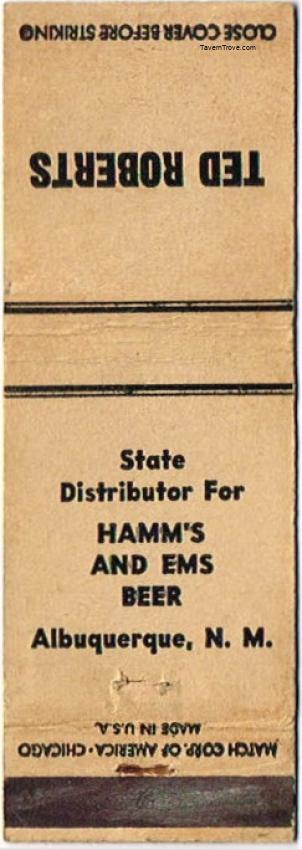 CLOSE COVER BEFORE STRIKING
TavernTrove.com
TED ROBERTS
State
Distributor For
HAMM'S
AND EMS
BEER
Albuquerque, N. M.
MADE IN U.S.A.
MATCH CORP. OF AMERICA • CHICAGO